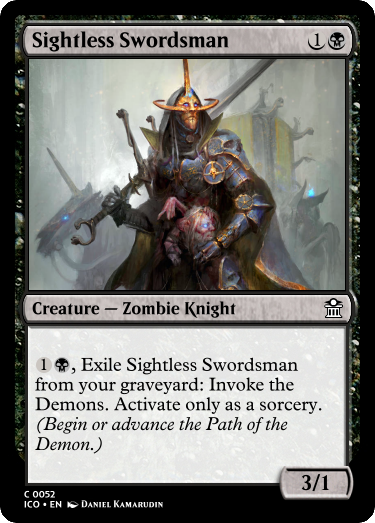 Sightless Swordsman 1
Creature — Zombie Knight
1 , Exile Sightless Swordsman
from your graveyard: Invoke the
Demons. Activate only as a sorcery.
(Begin or advance the Path of the
Demon.)
3/1
C 0052
ICO • EN Daniel Kamarudin